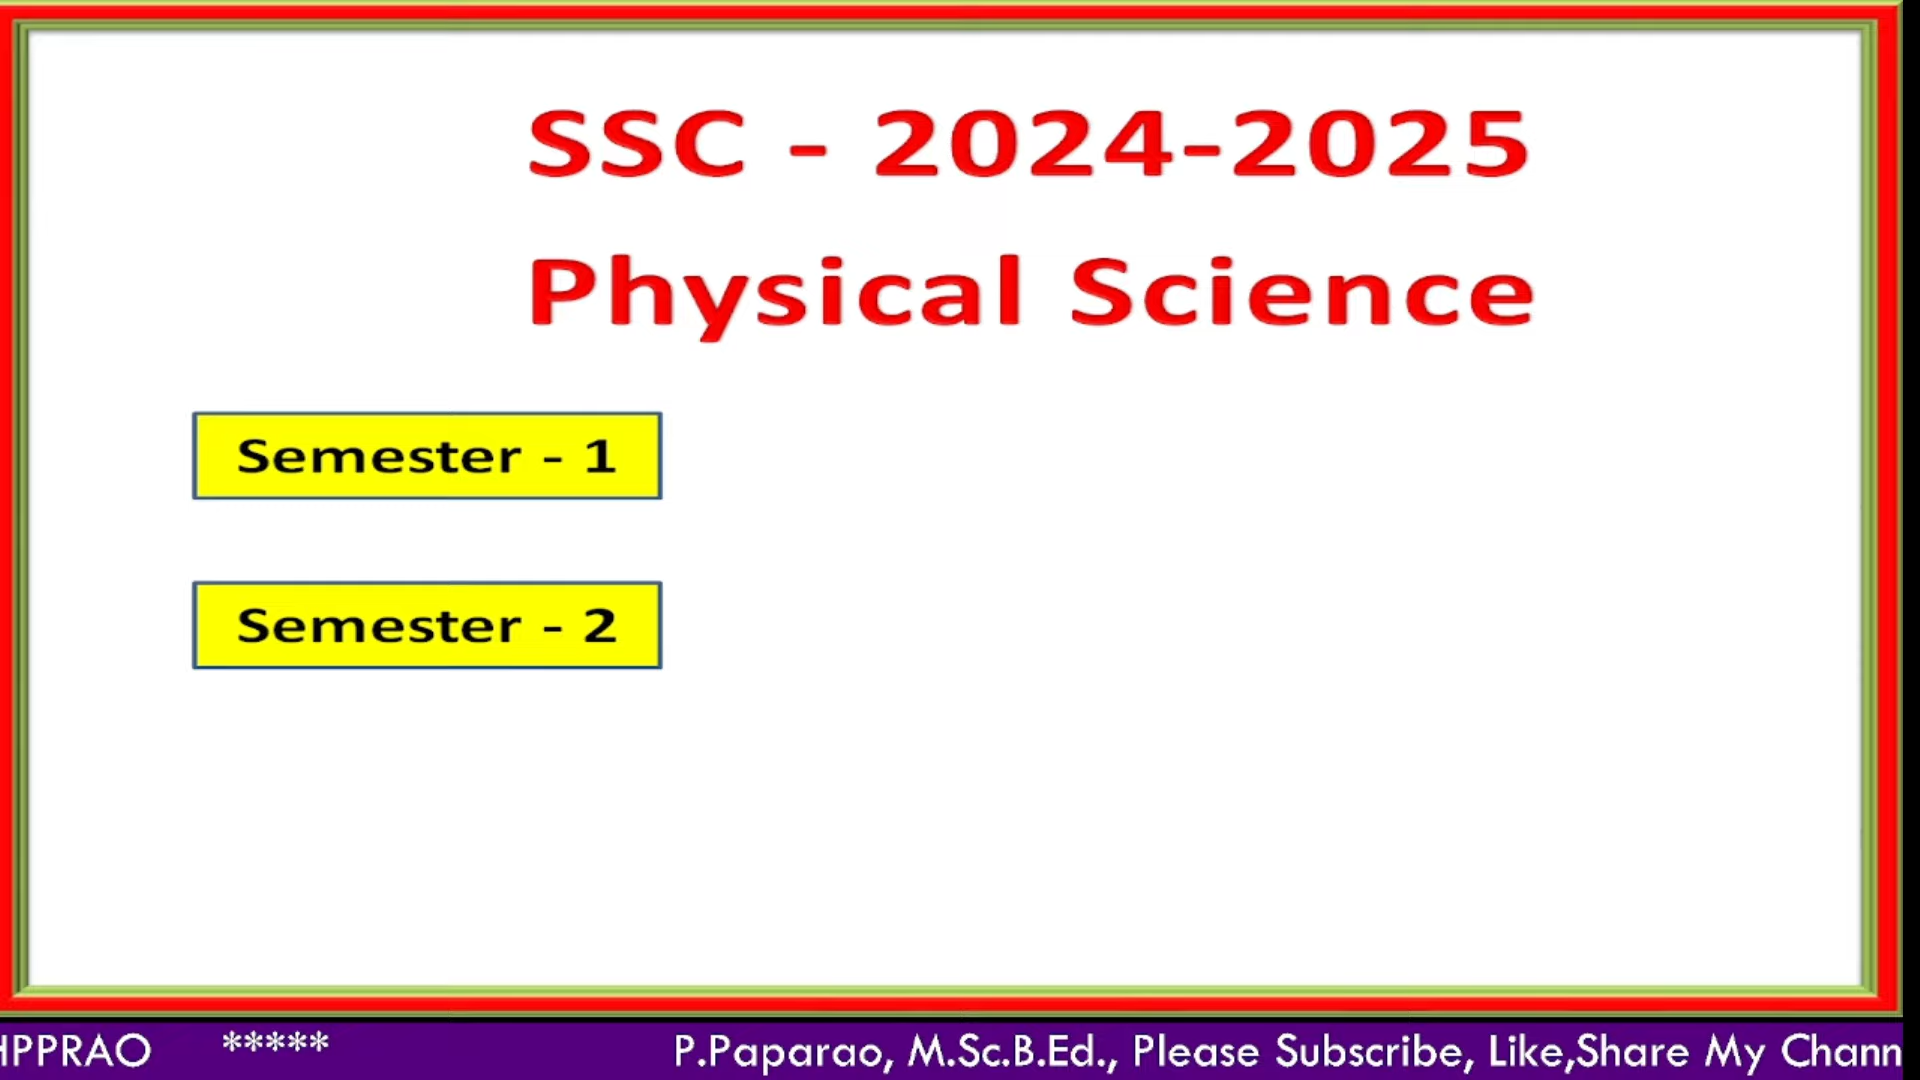 SSC - 2024-2025
Physical Science
Semester - 1
Semester - 2
HPPRAO ***** P.Paparao, M.Sc.B.Ed., Please Subscribe, Like,Share My Chann